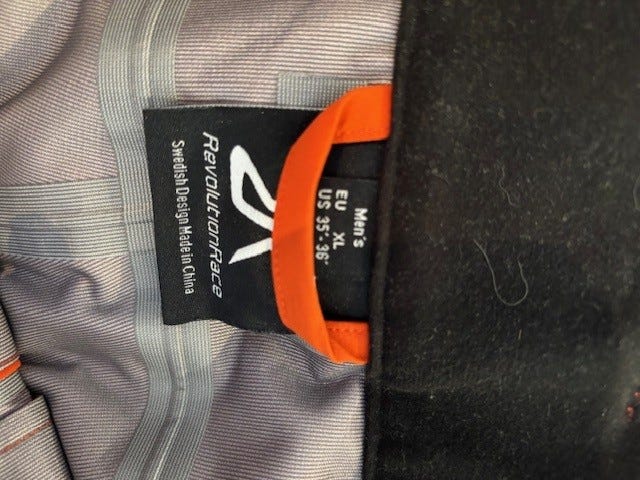 RevolutionRace
Swedish Design Made in China
Men's
EU XL
US 35"-36"